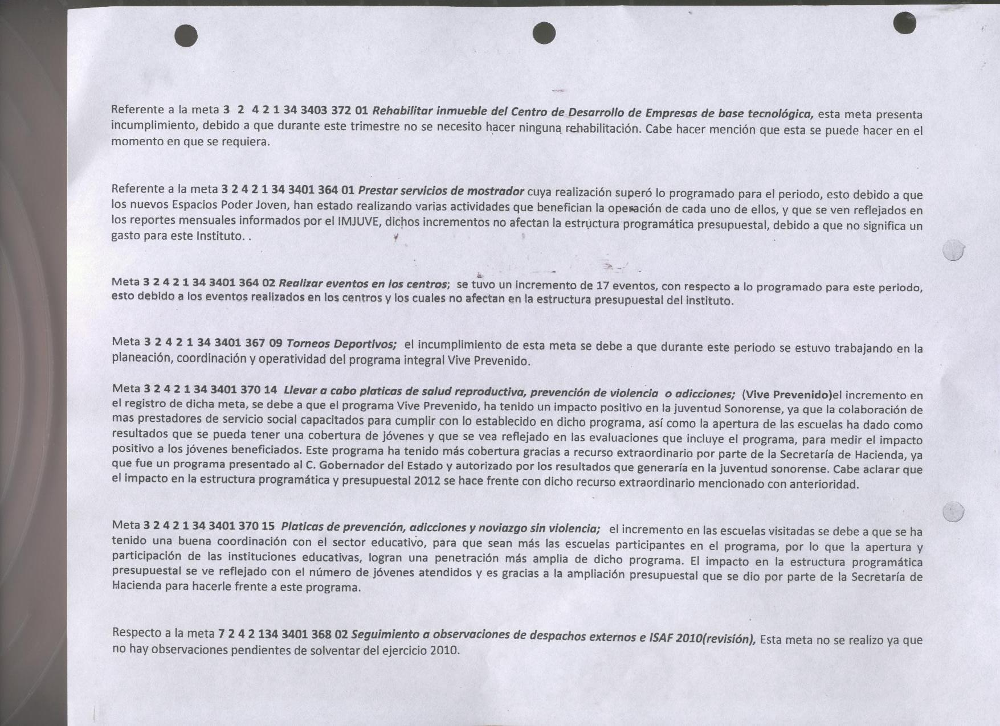 Referente a la meta 3 2 4 2 1 34 3403 372 01 Rehabilitar inmueble del Centro de Desarrollo de Empresas de base tecnológica, esta meta presenta
incumplimiento, debido a que durante este trimestre no se necesito hacer ninguna rehabilitación. Cabe hacer mención que esta se puede hacer en el
momento en que se requiera.
Referente a la meta 3 2 4 2 1 34 3401 364 01 Prestar servicios de mostrador cuya realización superó lo programado para el periodo, esto debido a que
los nuevos Espacios Poder Joven, han estado realizando varias actividades que benefician la operación de cada uno de ellos, y que se ven reflejados en
los reportes mensuales informados por el IMJUVE, dichos incrementos no afectan la estructura programática presupuestal, debido a que no significa un
gasto para este Instituto. .
Meta 3 2 4 2 1 34 3401 364 02 Realizar eventos en los centros; se tuvo un incremento de 17 eventos, con respecto a lo programado para este periodo,
esto debido a los eventos realizados en los centros y los cuales no afectan en la estructura presupuestal del instituto.
Meta 3 2 4 2 1 34 3401 367 09 Torneos Deportivos; el incumplimiento de esta meta se debe a que durante este periodo se estuvo trabajando en la
planeación, coordinación y operatividad del programa integral Vive Prevenido.
Meta 3 2 4 2 1 34 3401 370 14 Llevar a cabo platicas de salud reproductiva, prevención de violencia o adicciones; (Vive Prevenido)el incremento en
el registro de dicha meta, se debe a que el programa Vive Prevenido, ha tenido un impacto positivo en la juventud Sonorense, ya que la colaboración de
mas prestadores de servicio social capacitados para cumplir con lo establecido en dicho programa, así como la apertura de las escuelas ha dado como
resultados que se pueda tener una cobertura de jóvenes y que se vea reflejado en las evaluaciones que incluye el programa, para medir el impacto
positivo a los jóvenes beneficiados. Este programa ha tenido más cobertura gracias a recurso extraordinario por parte de la Secretaría de Hacienda, ya
que fue un programa presentado al C. Gobernador del Estado y autorizado por los resultados que generaría en la juventud sonorense. Cabe aclarar que
el impacto en la estructura programática y presupuestal 2012 se hace frente con dicho recurso extraordinario mencionado con anterioridad.
Meta 3 2 4 2 1 34 3401 370 15 Platicas de prevención, adicciones y noviazgo sin violencia; el incremento en las escuelas visitadas se debe a que se ha
tenido una buena coordinación con el sector educativo, para que sean más las escuelas participantes en el programa, por lo que la apertura y
participación de las instituciones educativas, logran una penetración más amplia de dicho programa. El impacto en la estructura programática
presupuestal se ve reflejado con el número de jóvenes atendidos y es gracias a la ampliación presupuestal que se dio por parte de la Secretaría de
Hacienda para hacerle frente a este programa.
Respecto a la meta 7 2 4 2 134 3401 368 02 Seguimiento a observaciones de despachos externos e ISAF 2010(revisión), Esta meta no se realizo ya que
no hay observaciones pendientes de solventar del ejercicio 2010.